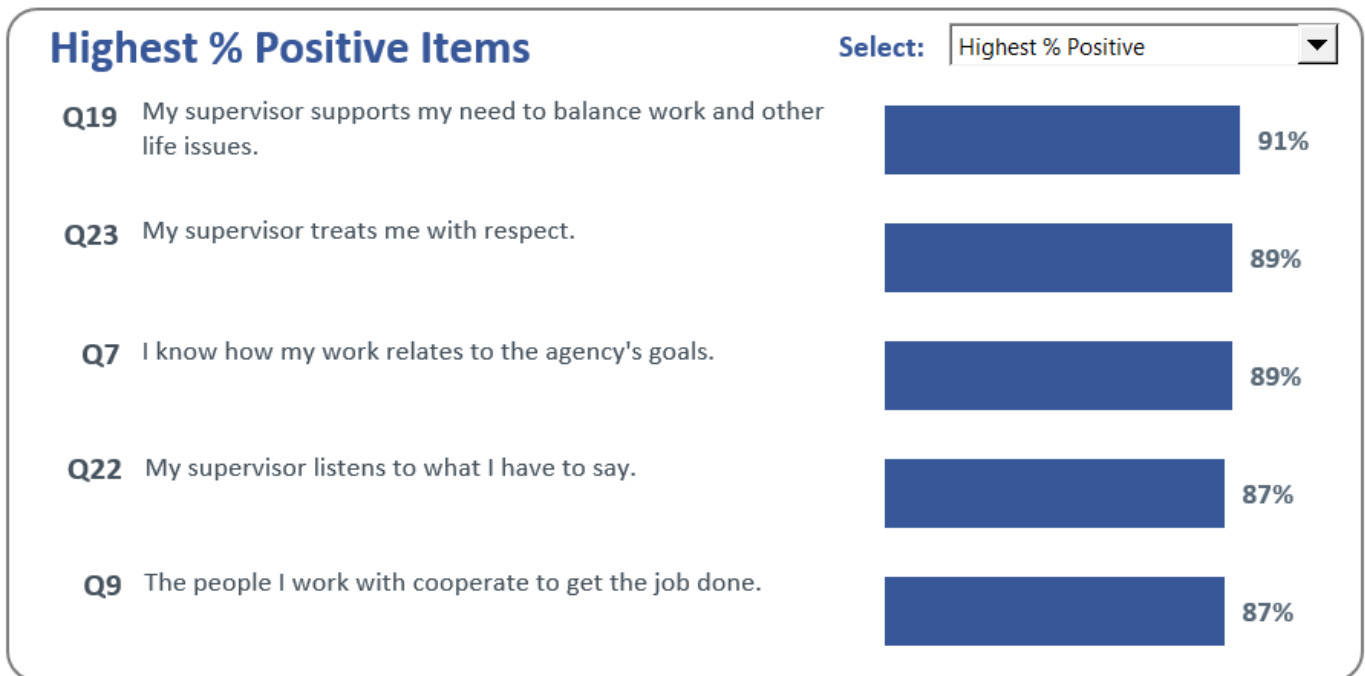 Highest % Positive Items
Select: Highest % Positive
Q19 My supervisor supports my need to balance work and other
life issues.
91%
Q23 My supervisor treats me with respect.
89%
Q7 I know how my work relates to the agency's goals.
89%
Q22 My supervisor listens to what I have to say.
87%
Q9 The people I work with cooperate to get the job done.
87%